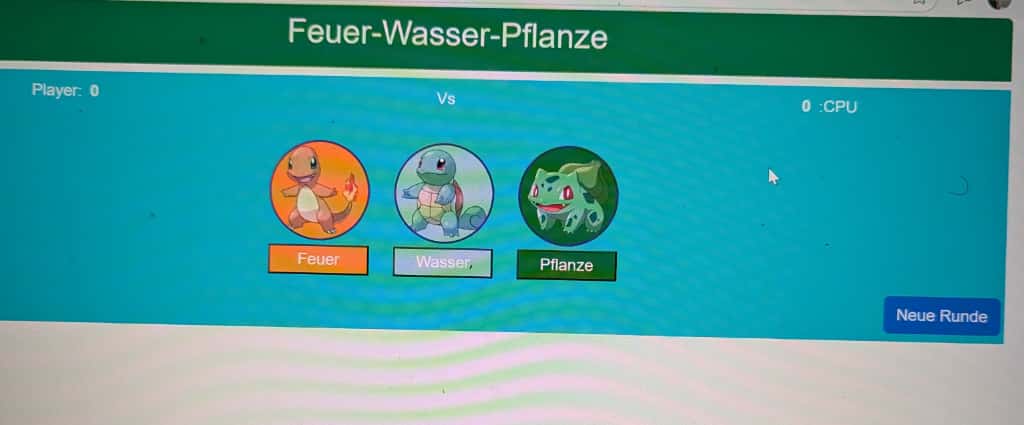 Feuer-Wasser-Pflanze
Player: 0
Vs
0 :CPU
Feuer
Wasser
Pflanze
Neue Runde